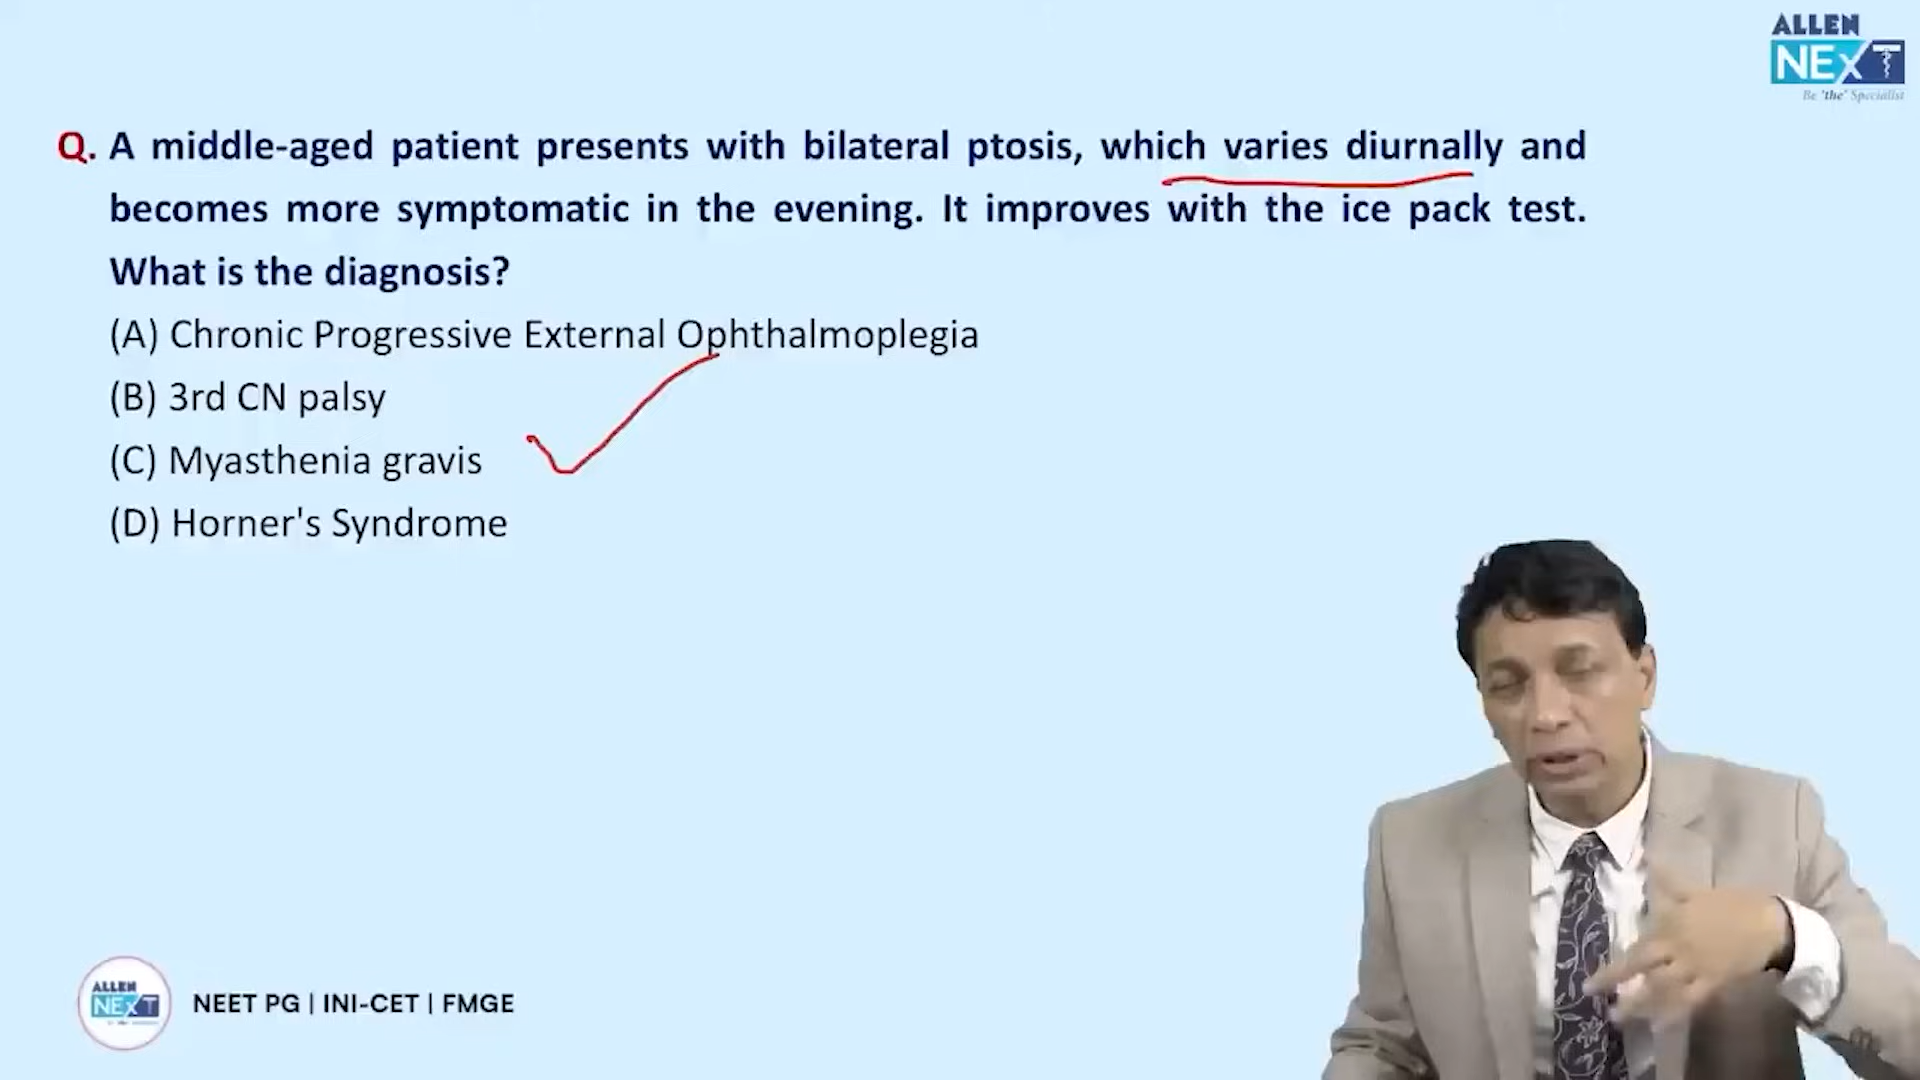 ALLEN
NEXT
Be 'the' Specialist
Q. A middle-aged patient presents with bilateral ptosis, which varies diurnally and
becomes more symptomatic in the evening. It improves with the ice pack test.
What is the diagnosis?
(A) Chronic Progressive External Ophthalmoplegia
(B) 3rd CN palsy
(C) Myasthenia gravis
(D) Horner's Syndrome
ALLEN
NEXT
NEET PG | INI-CET | FMGE